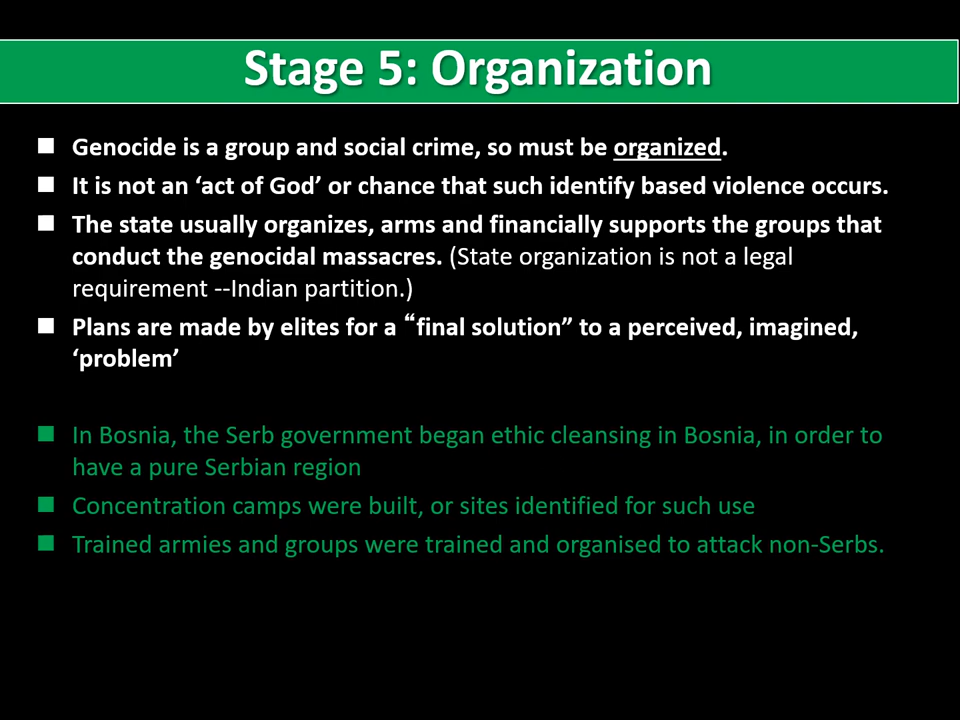 Stage 5: Organization
Genocide is a group and social crime, so must be organized.
It is not an ‘act of God’ or chance that such identify based violence occurs.
The state usually organizes, arms and financially supports the groups that
conduct the genocidal massacres. (State organization is not a legal
requirement --Indian partition.)
Plans are made by elites for a “final solution” to a perceived, imagined,
‘problem’
In Bosnia, the Serb government began ethic cleansing in Bosnia, in order to
have a pure Serbian region
Concentration camps were built, or sites identified for such use
Trained armies and groups were trained and organised to attack non-Serbs.